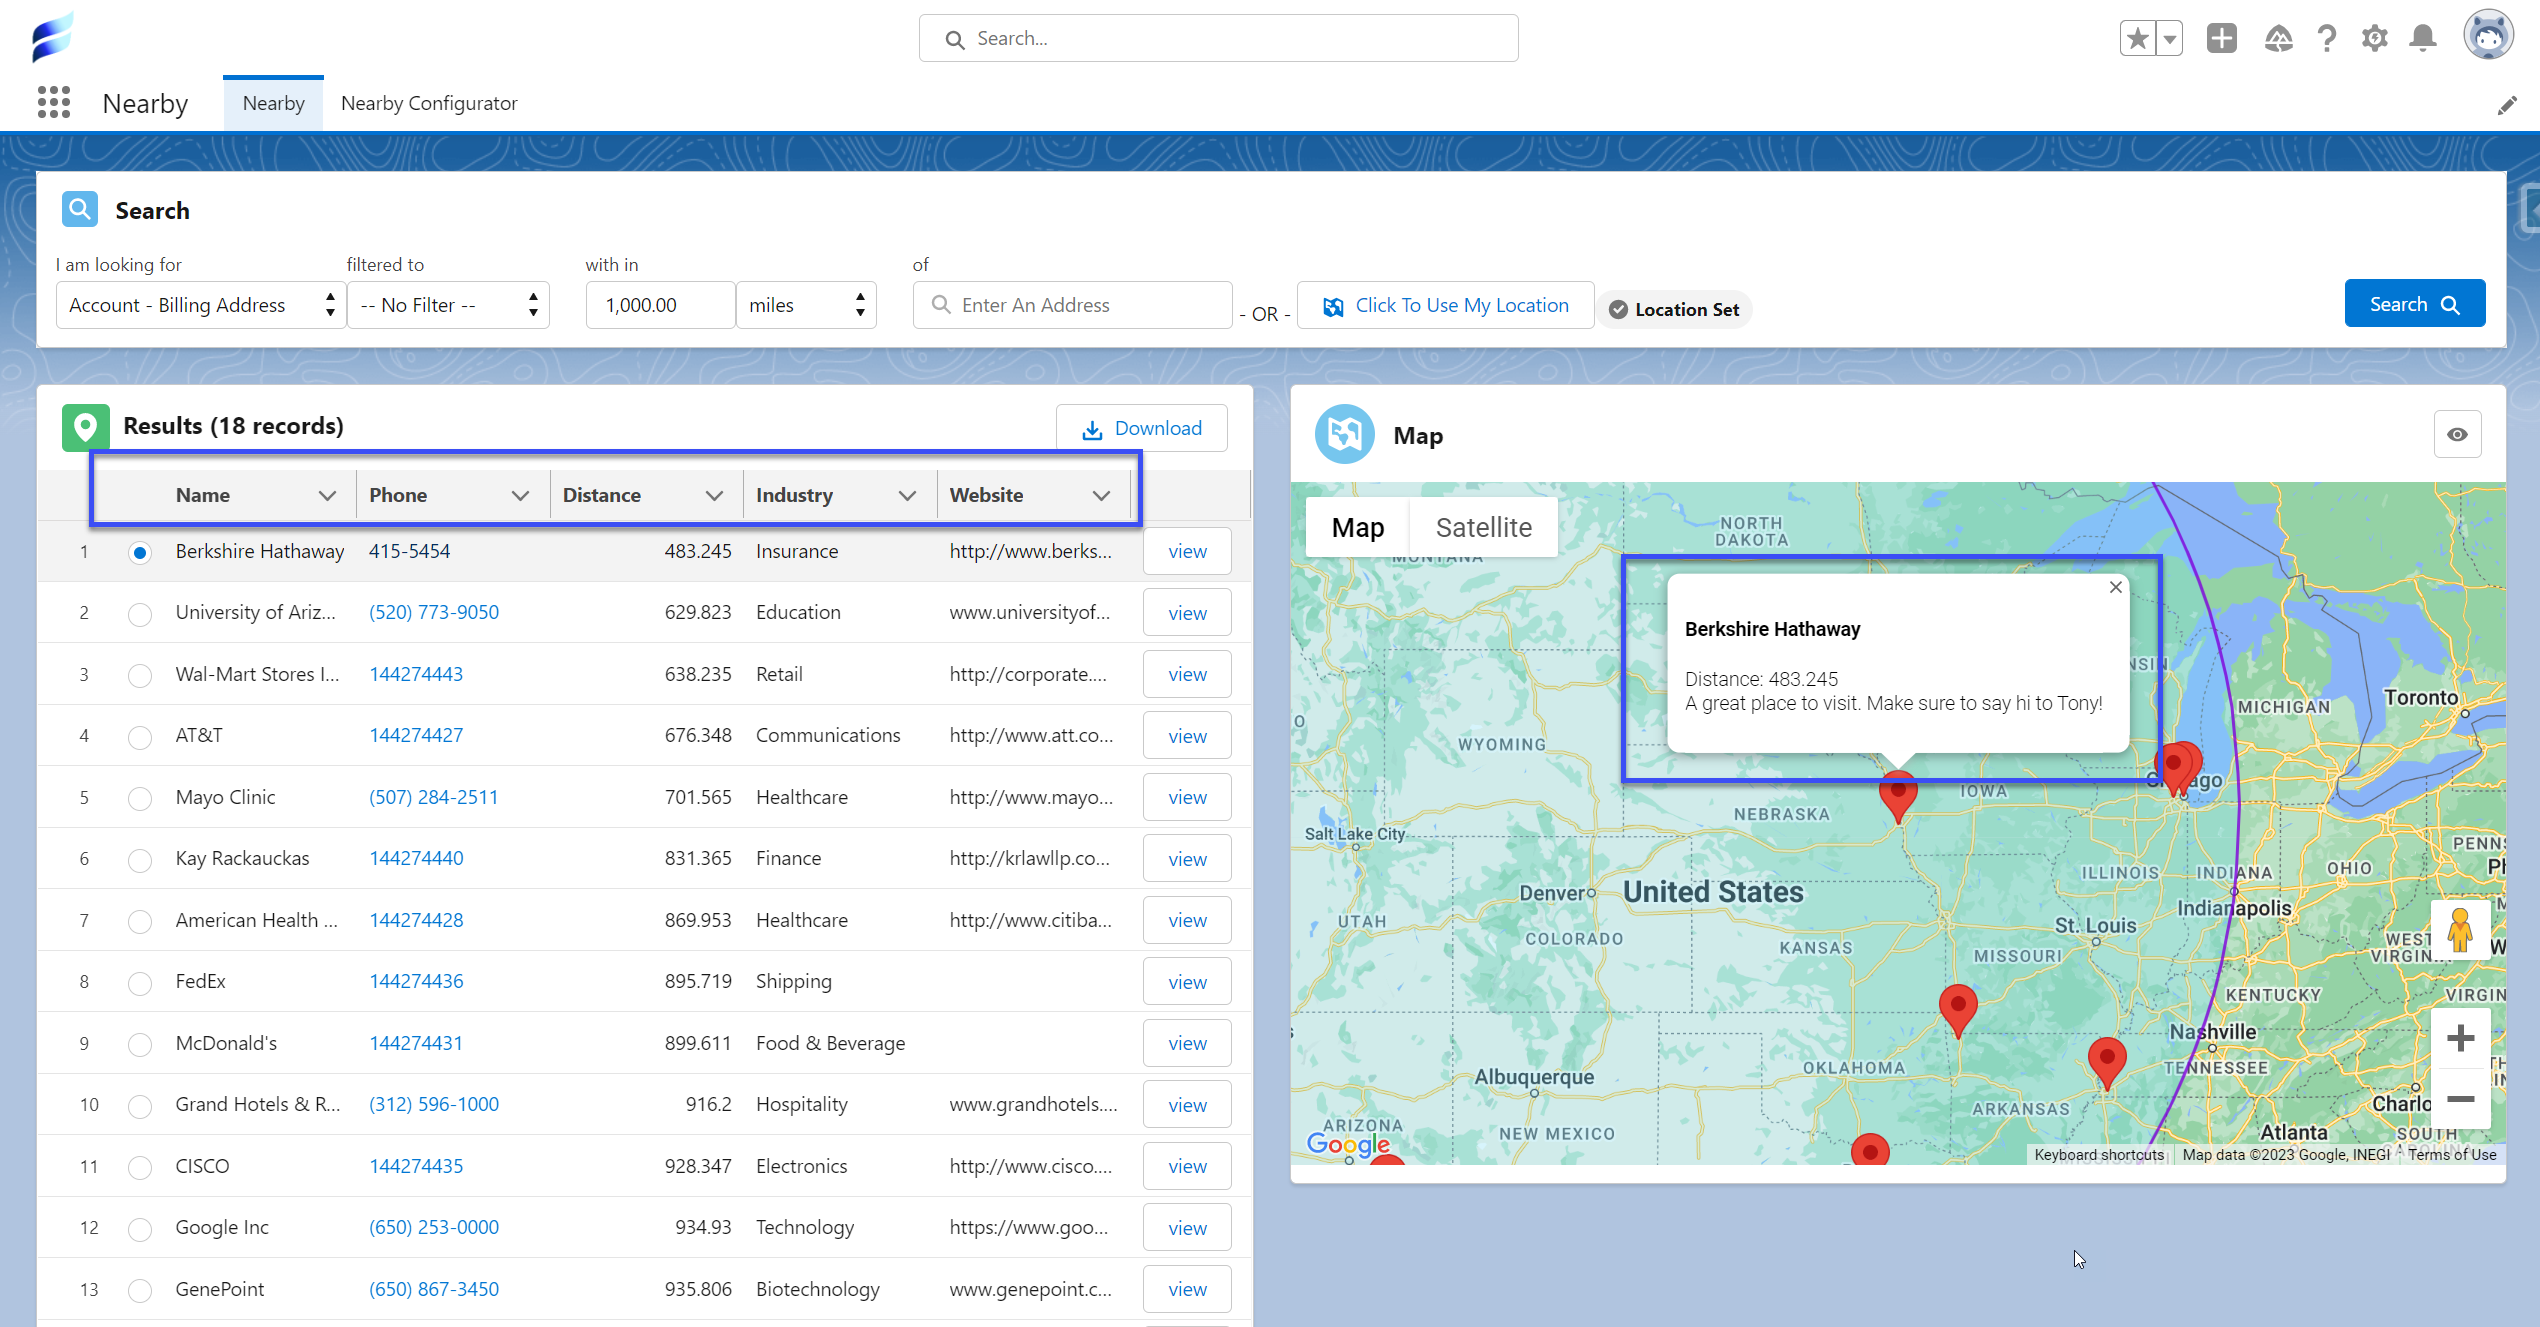 Search...
Nearby
Nearby
Nearby Configurator
Search
I am looking for
filtered to
with in
of
Account - Billing Address
-- No Filter --
1,000.00
miles
Enter An Address
- OR -
Click To Use My Location
Location Set
Search
Results (18 records)
Download
Name Phone Distance Industry Website
1 Berkshire Hathaway 415-5454 483.245 Insurance http://www.berks... view
2 University of Ariz... (520) 773-9050 629.823 Education www.universityof... view
3 Wal-Mart Stores I... 144274443 638.235 Retail http://corporate.... view
4 AT&T 144274427 676.348 Communications http://www.att.co... view
5 Mayo Clinic (507) 284-2511 701.565 Healthcare http://www.mayo... view
6 Kay Rackauckas 144274440 831.365 Finance http://krlawllp.co... view
7 American Health ... 144274428 869.953 Healthcare http://www.citiba... view
8 FedEx 144274436 895.719 Shipping view
9 McDonald's 144274431 899.611 Food & Beverage view
10 Grand Hotels & R... (312) 596-1000 916.2 Hospitality www.grandhotels.... view
11 CISCO 144274435 928.347 Electronics http://www.cisco.... view
12 Google Inc (650) 253-0000 934.93 Technology https://www.goo... view
13 GenePoint (650) 867-3450 935.806 Biotechnology www.genepoint.c... view
Map
Map
Satellite
NORTH
DAKOTA
MONTANA
Berkshire Hathaway
Distance: 483.245
A great place to visit. Make sure to say hi to Tony!
NSIN
O
Toronto
MICHIGAN
WYOMING
IOWA
NEBRASKA
Salt Lake City
PENNS
OHIO
ILLINOIS
INDIANA
Denver
United States
UTAH
Indianapolis
St. Louis
COLORADO
KANSAS
MISSOURI
WEST
VIRGINIA
KENTUCKY
VIRGIN
Nashville
OKLAHOMA
TENNESSEE
Albuquerque
ARKANSAS
Charlo
ARIZONA
NEW MEXICO
Atlanta
SOUTH
Google
Keyboard shortcuts
Map data ©2023 Google, INEGI
Terms of Use